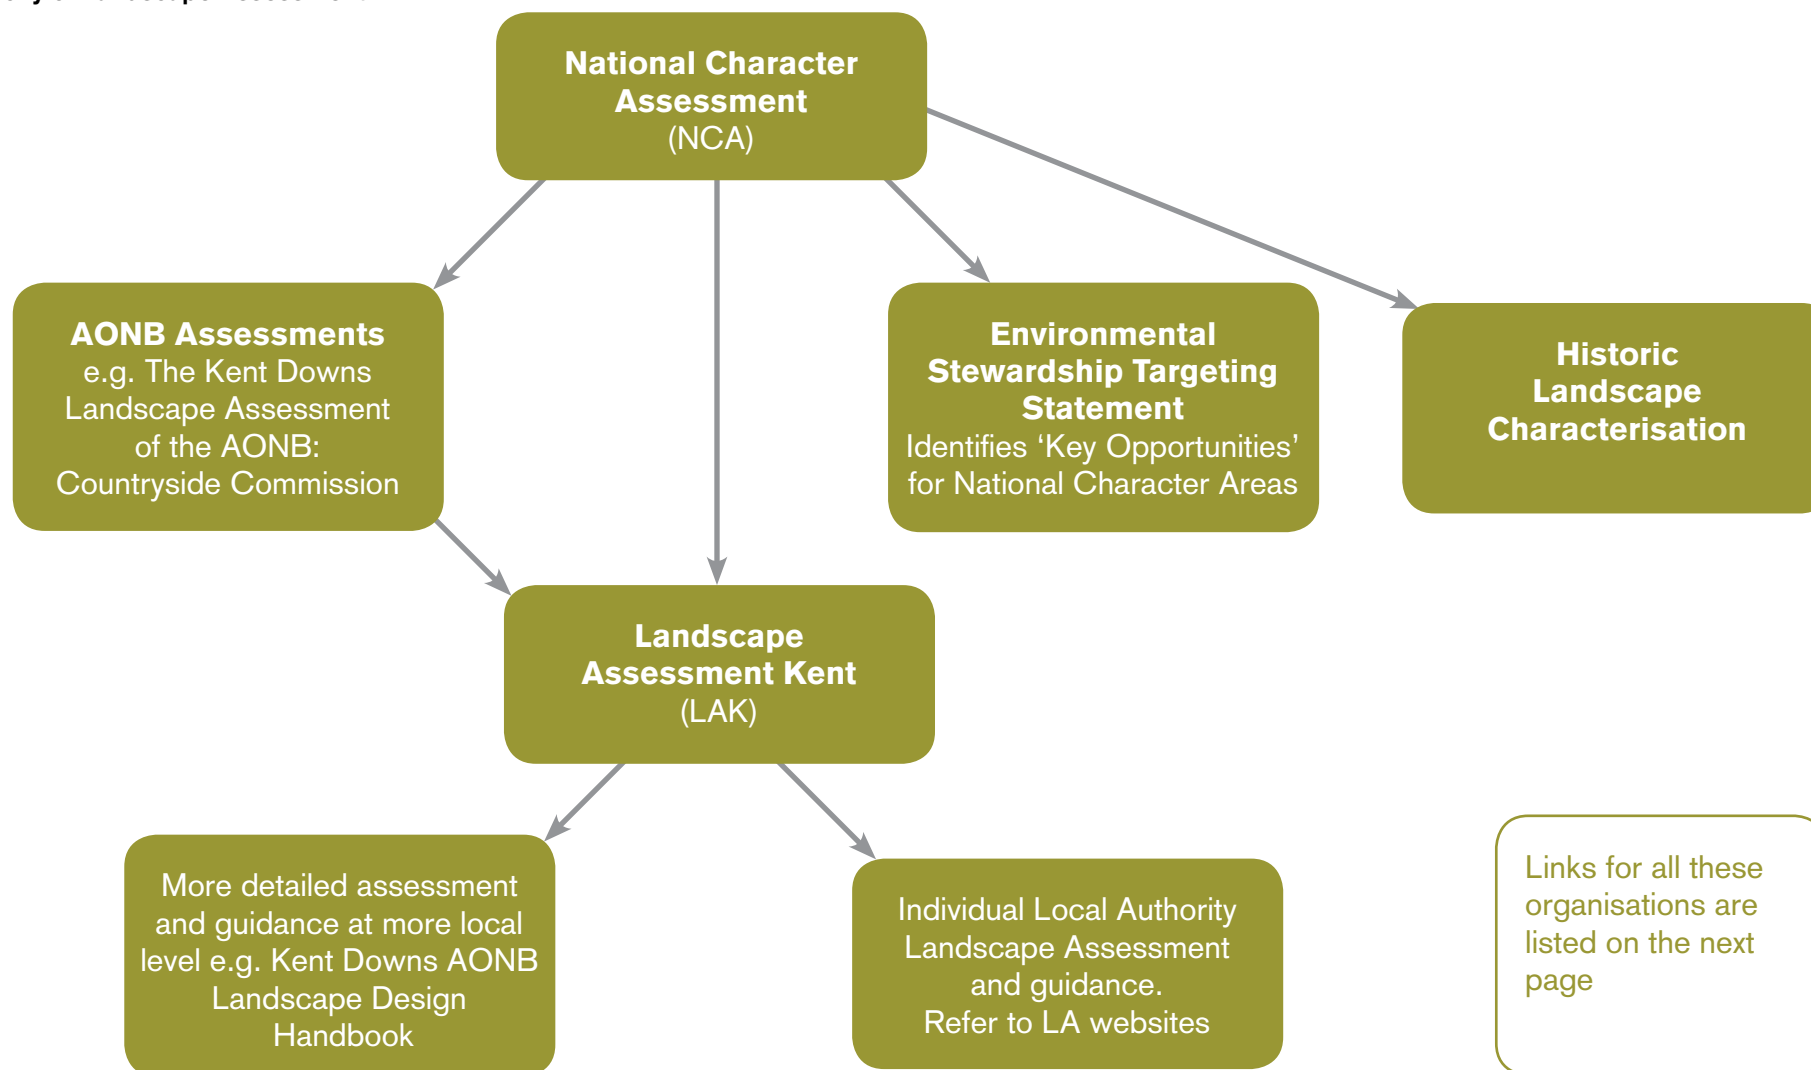 National Character
Assessment
(NCA)
AONB Assessments
e.g. The Kent Downs
Landscape Assessment
of the AONB:
Countryside Commission
Environmental
Stewardship Targeting
Statement
Identifies ‘Key Opportunities’
for National Character Areas
Historic
Landscape
Characterisation
Landscape
Assessment Kent
(LAK)
More detailed assessment
and guidance at more local
level e.g. Kent Downs AONB
Landscape Design
Handbook
Individual Local Authority
Landscape Assessment
and guidance.
Refer to LA websites
Links for all these
organisations are
listed on the next
page